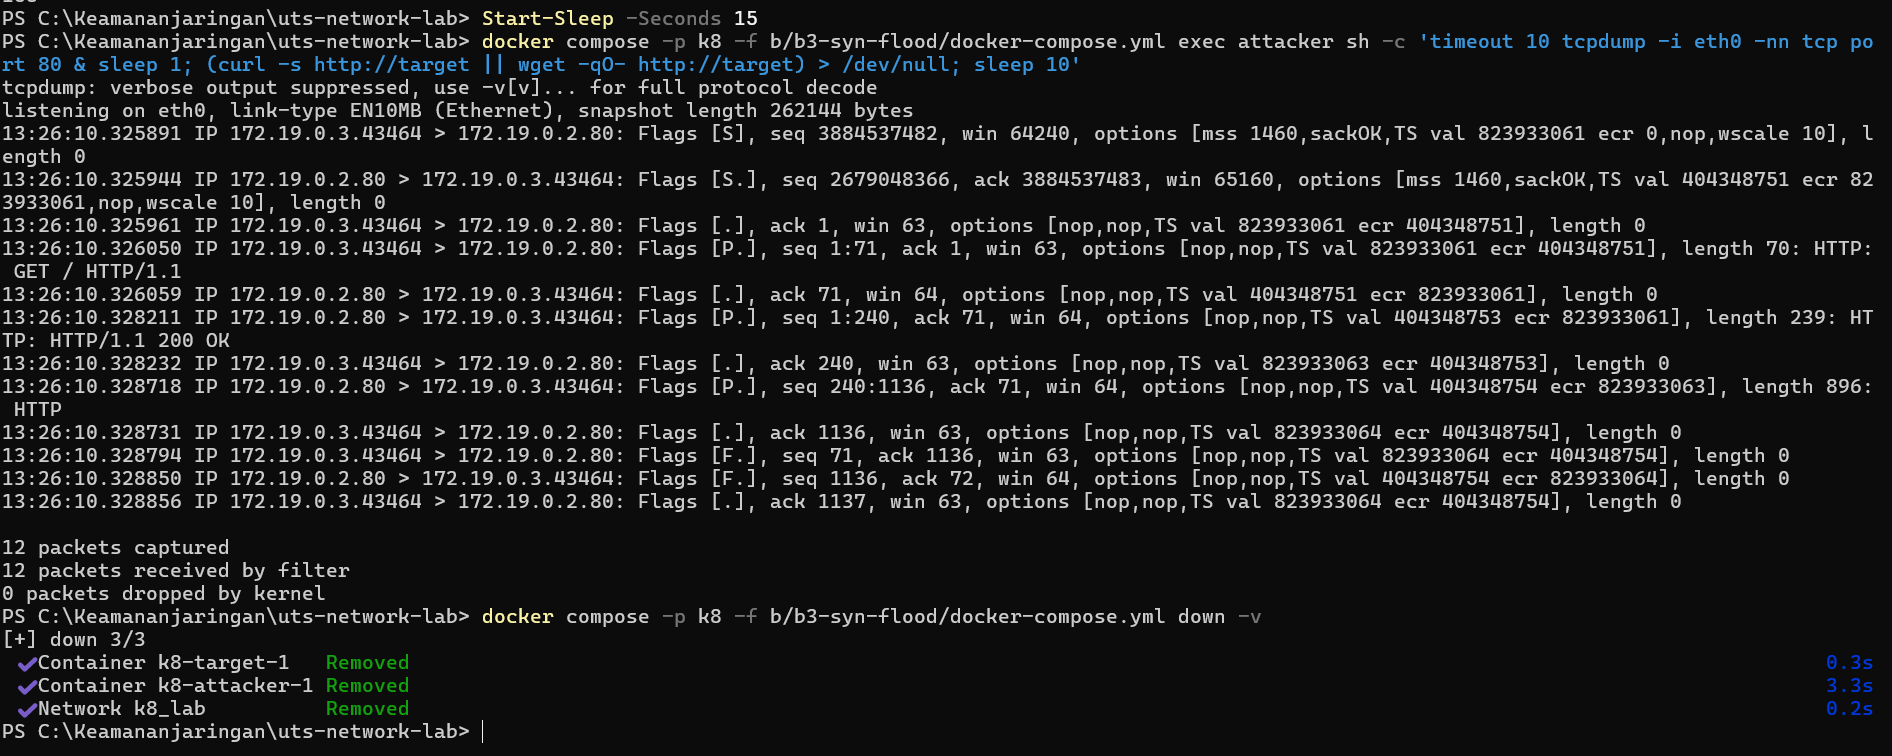 PS C:\Keamananjaringan\uts-network-lab> Start-Sleep -Seconds 15
PS C:\Keamananjaringan\uts-network-lab> docker compose -p k8 -f b/b3-syn-flood/docker-compose.yml exec attacker sh -c 'timeout 10 tcpdump -i eth0 -nn tcp po
rt 80 & sleep 1; (curl -s http://target || wget -qO- http://target) > /dev/null; sleep 10'
tcpdump: verbose output suppressed, use -v[v]... for full protocol decode
listening on eth0, link-type EN10MB (Ethernet), snapshot length 262144 bytes
13:26:10.325891 IP 172.19.0.3.43464 > 172.19.0.2.80: Flags [S], seq 3884537482, win 64240, options [mss 1460,sackOK,TS val 823933061 ecr 0,nop,wscale 10], l
ength 0
13:26:10.325944 IP 172.19.0.2.80 > 172.19.0.3.43464: Flags [S.], seq 2679048366, ack 3884537483, win 65160, options [mss 1460,sackOK,TS val 404348751 ecr 82
3933061,nop,wscale 10], length 0
13:26:10.325961 IP 172.19.0.3.43464 > 172.19.0.2.80: Flags [.], ack 1, win 63, options [nop,nop,TS val 823933061 ecr 404348751], length 0
13:26:10.326050 IP 172.19.0.3.43464 > 172.19.0.2.80: Flags [P.], seq 1:71, ack 1, win 63, options [nop,nop,TS val 823933061 ecr 404348751], length 70: HTTP:
 GET / HTTP/1.1
13:26:10.326059 IP 172.19.0.2.80 > 172.19.0.3.43464: Flags [.], ack 71, win 64, options [nop,nop,TS val 404348751 ecr 823933061], length 0
13:26:10.328211 IP 172.19.0.2.80 > 172.19.0.3.43464: Flags [P.], seq 1:240, ack 71, win 64, options [nop,nop,TS val 404348753 ecr 823933061], length 239: HT
TP: HTTP/1.1 200 OK
13:26:10.328232 IP 172.19.0.3.43464 > 172.19.0.2.80: Flags [.], ack 240, win 63, options [nop,nop,TS val 823933063 ecr 404348753], length 0
13:26:10.328718 IP 172.19.0.2.80 > 172.19.0.3.43464: Flags [P.], seq 240:1136, ack 71, win 64, options [nop,nop,TS val 404348754 ecr 823933063], length 896:
 HTTP
13:26:10.328731 IP 172.19.0.3.43464 > 172.19.0.2.80: Flags [.], ack 1136, win 63, options [nop,nop,TS val 823933064 ecr 404348754], length 0
13:26:10.328794 IP 172.19.0.3.43464 > 172.19.0.2.80: Flags [F.], seq 71, ack 1136, win 63, options [nop,nop,TS val 823933064 ecr 404348754], length 0
13:26:10.328850 IP 172.19.0.2.80 > 172.19.0.3.43464: Flags [F.], seq 1136, ack 72, win 64, options [nop,nop,TS val 404348754 ecr 823933064], length 0
13:26:10.328856 IP 172.19.0.3.43464 > 172.19.0.2.80: Flags [.], ack 1137, win 63, options [nop,nop,TS val 823933064 ecr 404348754], length 0
12 packets captured
12 packets received by filter
0 packets dropped by kernel
PS C:\Keamananjaringan\uts-network-lab> docker compose -p k8 -f b/b3-syn-flood/docker-compose.yml down -v
[+] down 3/3
✔Container k8-target-1 Removed 0.3s
✔Container k8-attacker-1 Removed 3.3s
✔Network k8_lab Removed 0.2s
PS C:\Keamananjaringan\uts-network-lab>